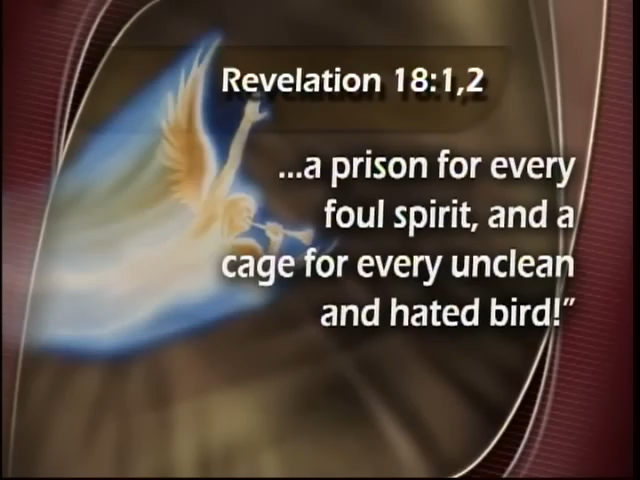 Revelation 18:1,2
...a prison for every
foul spirit, and a
cage for every unclean
and hated bird!”